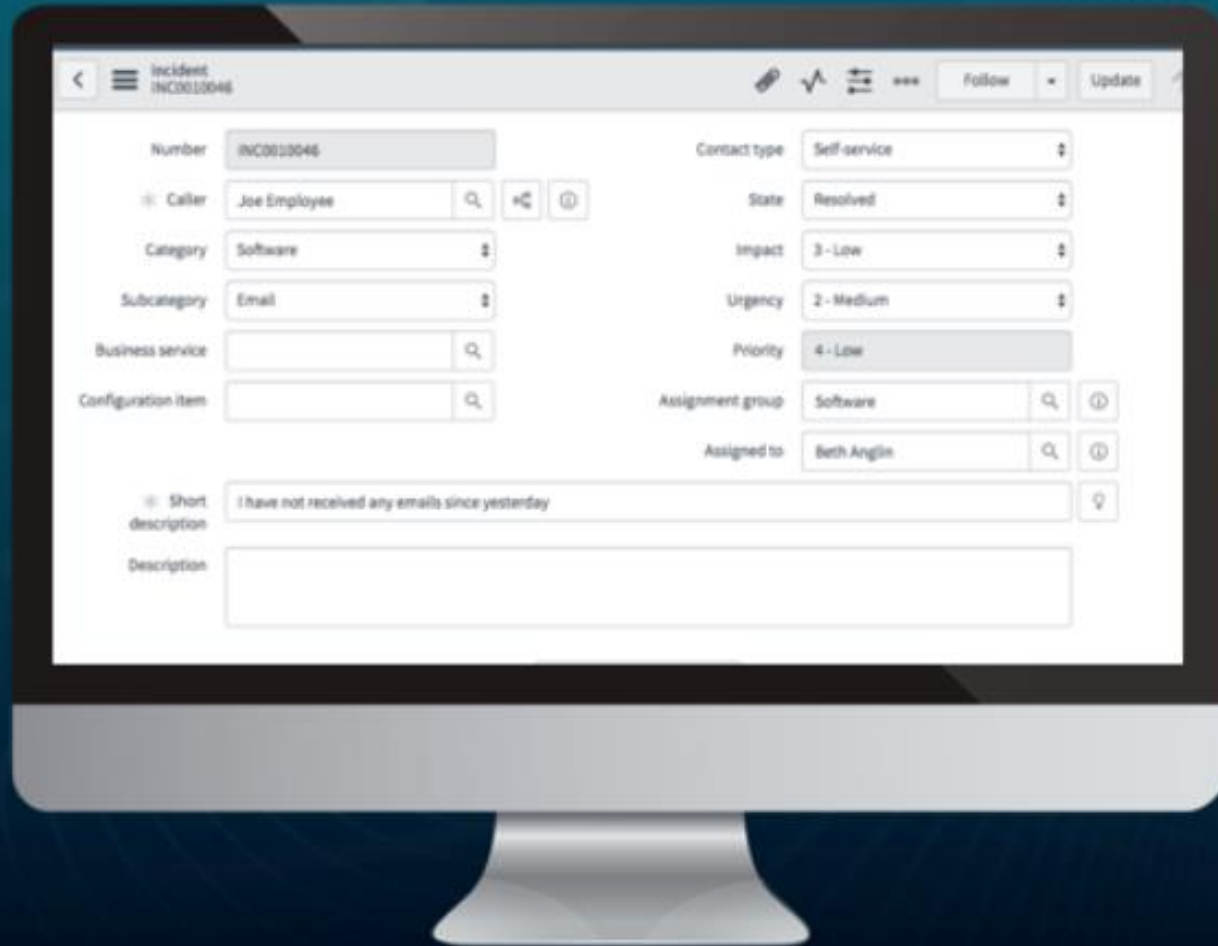 Incident
INC0010046
Follow
Update
Number INC0010046
Contact type Self-service
Caller Joe Employee
State Resolved
Category Software
Impact 3 - Low
Subcategory Email
Urgency 2 - Medium
Business service
Priority 4 - Low
Configuration item
Assignment group Software
Assigned to Beth Anglin
Short
description
I have not received any emails since yesterday
Description